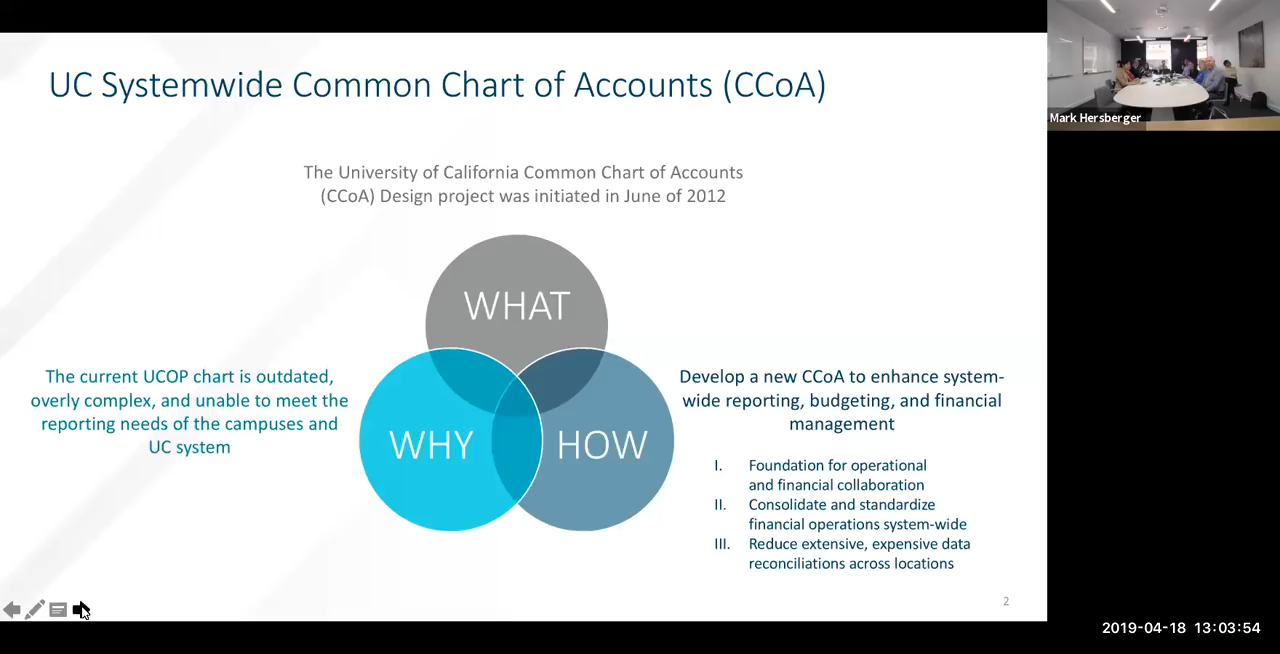 UC Systemwide Common Chart of Accounts (CCoA)
Mark Hersberger
The University of California Common Chart of Accounts
(CCoA) Design project was initiated in June of 2012
WHAT
The current UCOP chart is outdated,
overly complex, and unable to meet the
reporting needs of the campuses and
UC system
WHY
HOW
Develop a new CCoA to enhance system-
wide reporting, budgeting, and financial
management
I. Foundation for operational
and financial collaboration
II. Consolidate and standardize
financial operations system-wide
III. Reduce extensive, expensive data
reconciliations across locations
2
2019-04-18 13:03:54